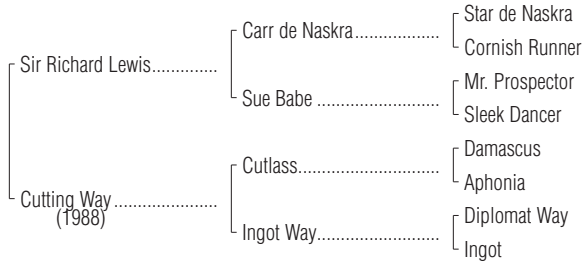 Star de Naskra
Carr de Naskra..................
Cornish Runner
Sir Richard Lewis..............
Mr. Prospector
Sue Babe ..........................
Sleek Dancer
Damascus
Cutlass..............................
Aphonia
Cutting Way ......................
(1988)
Diplomat Way
Ingot Way..........................
Ingot